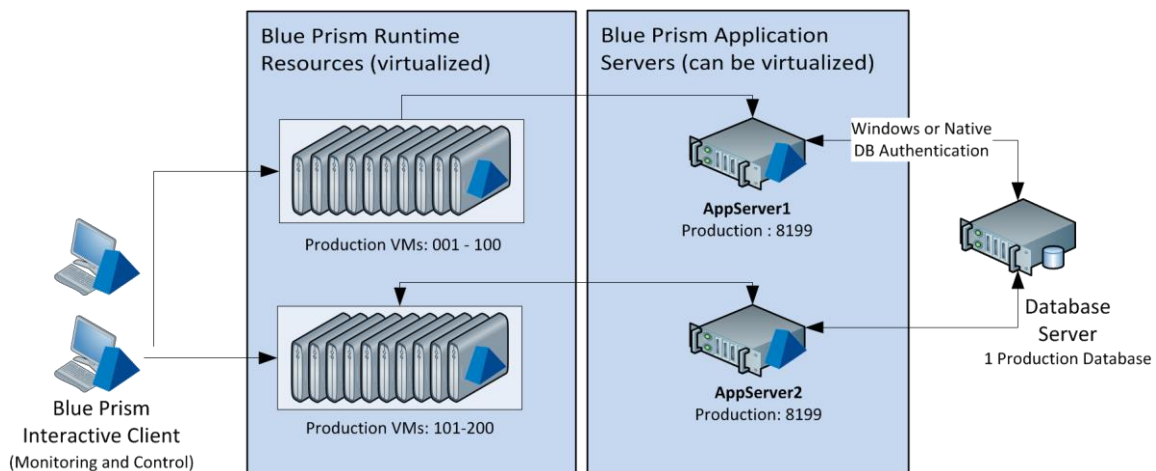 Blue Prism Runtime
Resources (virtualized)
Production VMs: 001 - 100
Production VMs: 101-200
Blue Prism Application
Servers (can be virtualized)
AppServer1
Production : 8199
AppServer2
Production: 8199
Windows or Native
DB Authentication
Database
Server
1 Production Database
Blue Prism
Interactive Client
(Monitoring and Control)